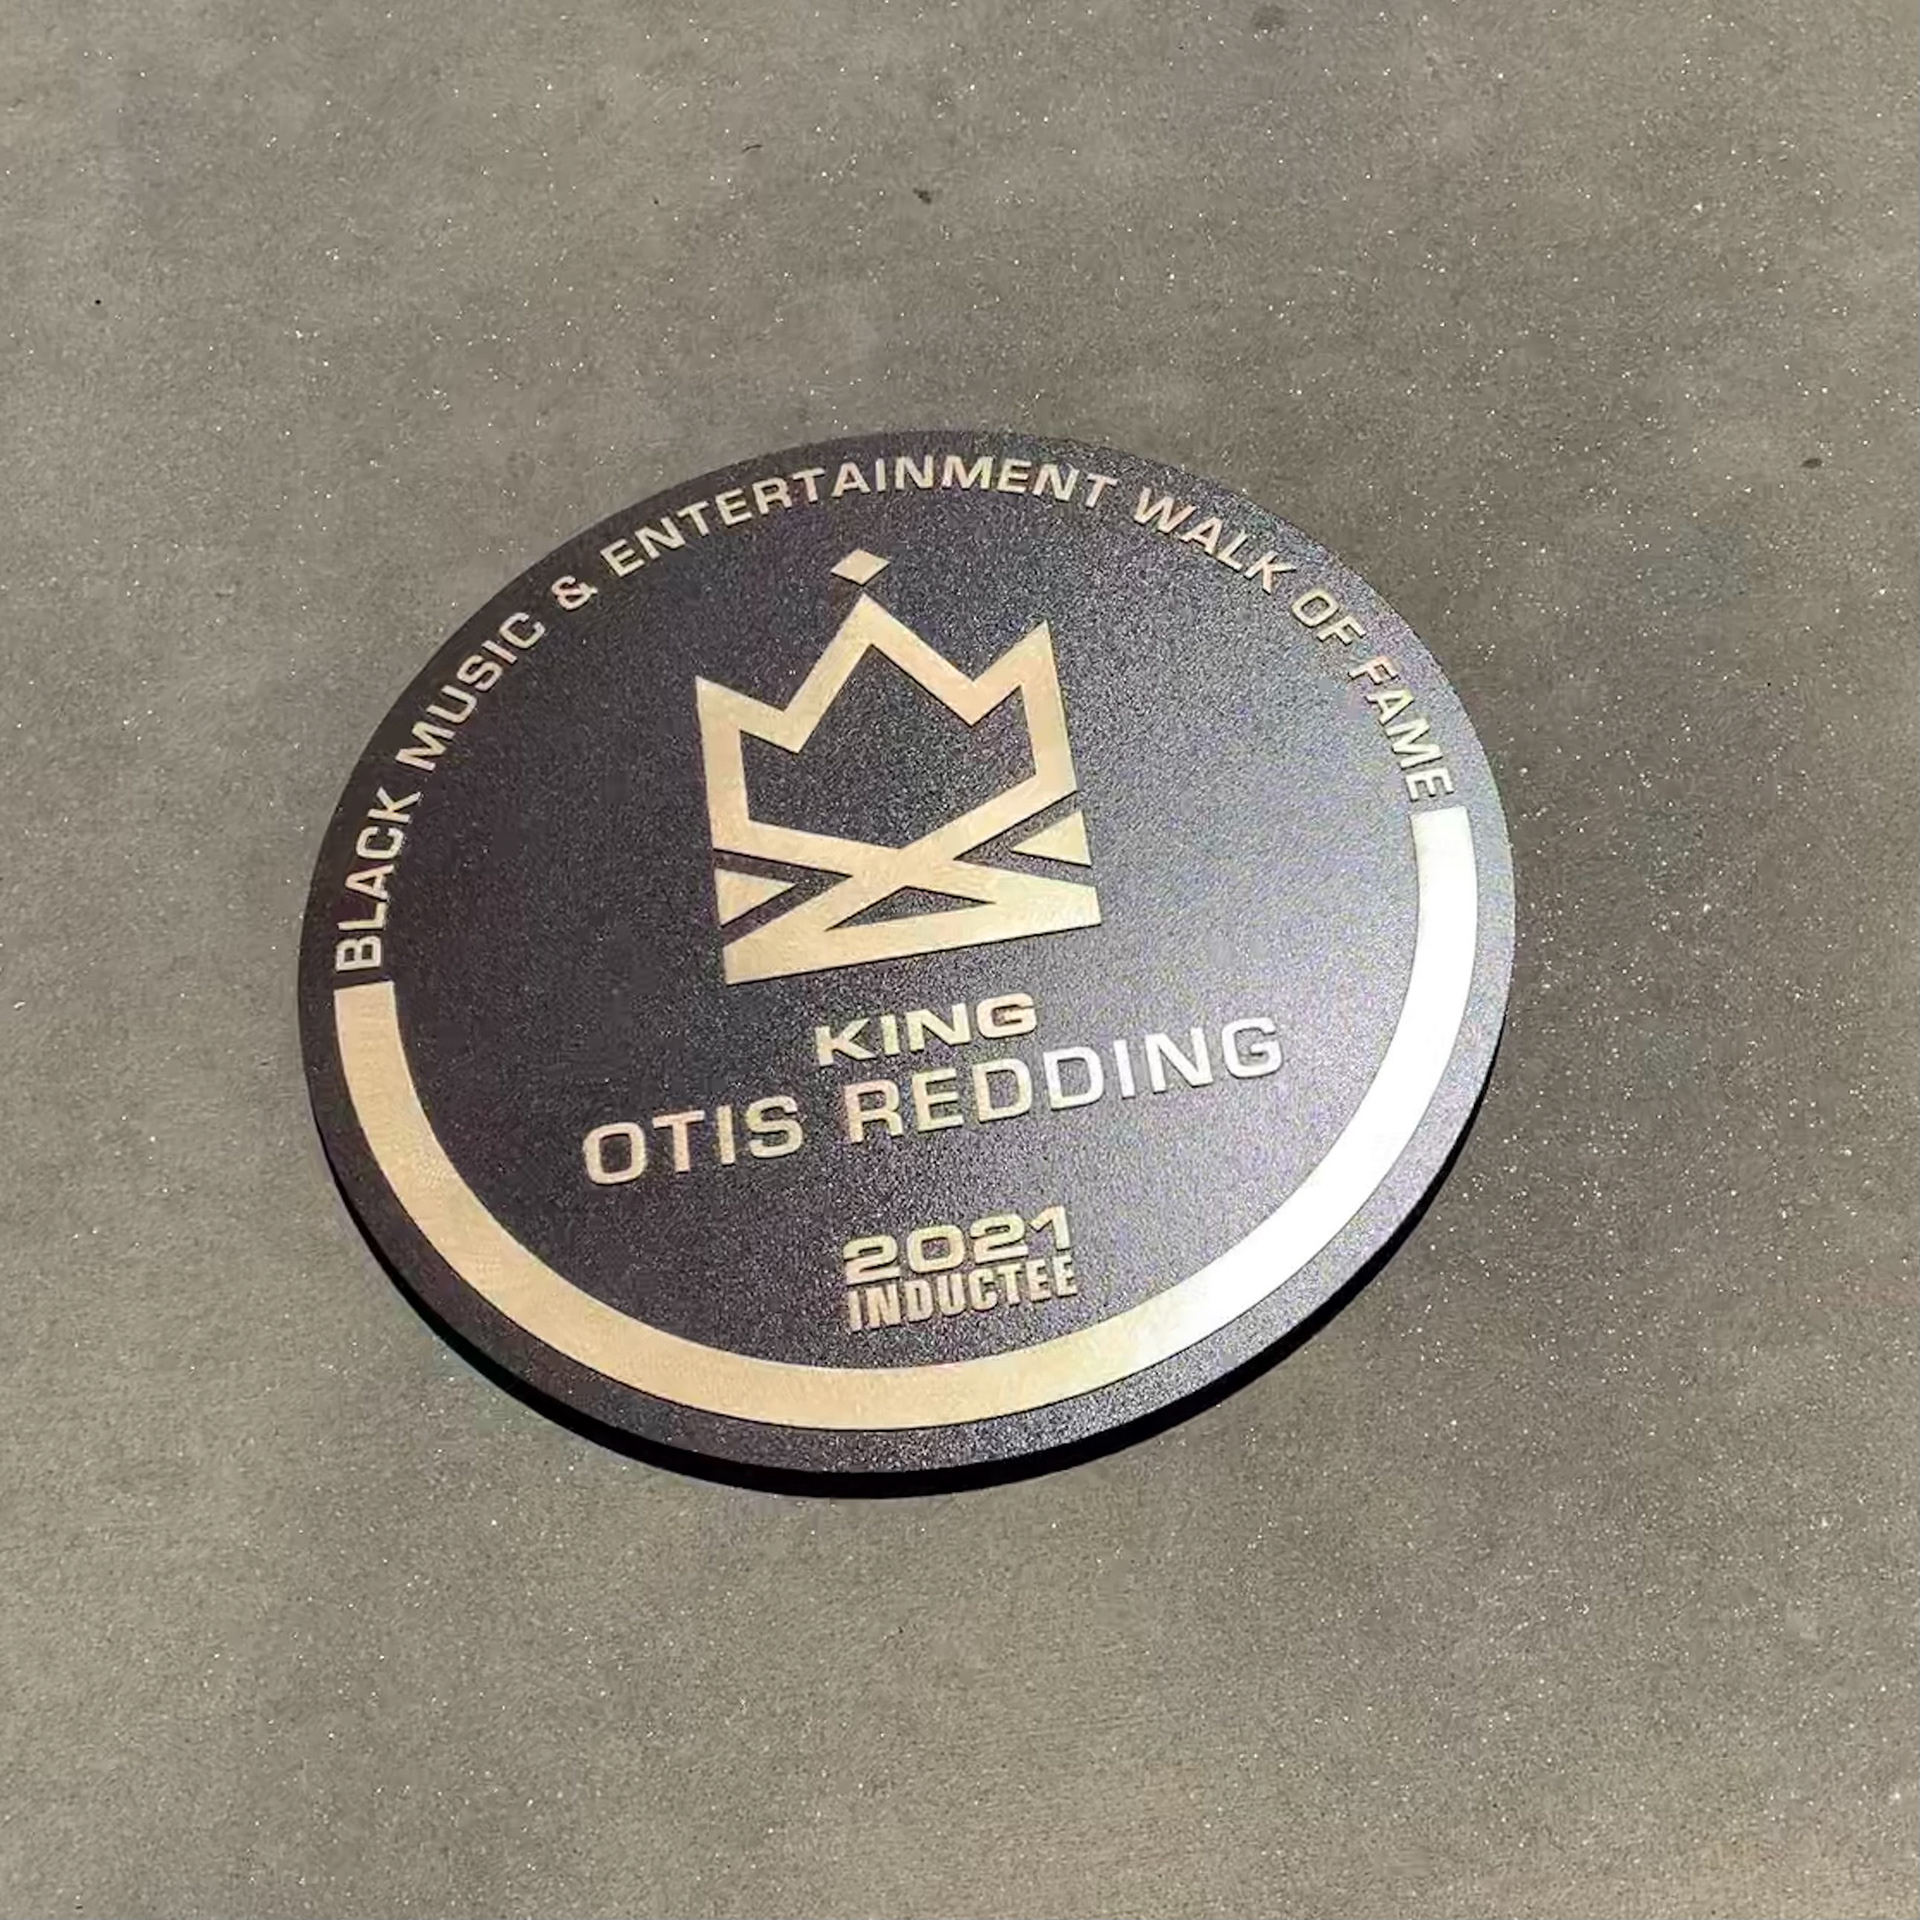 BLACK MUSIC & ENTERTAINMENT WALK OF FAME
KING
OTIS REDDING
2021
INDUCTEE